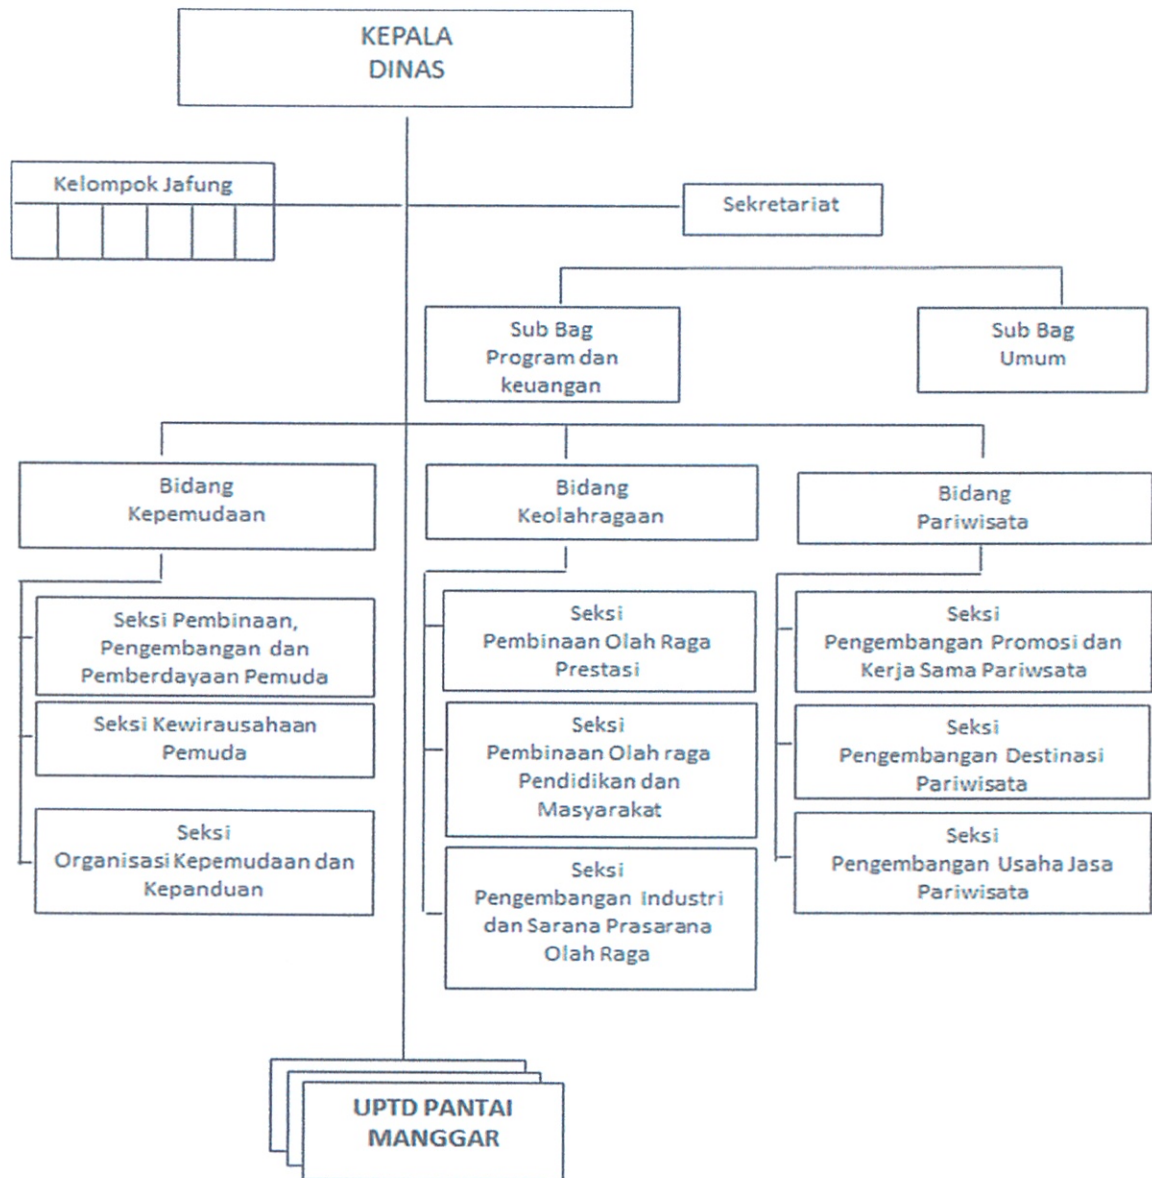 KEPALA
DINAS
Kelompok Jafung
Sekretariat
Sub Bag
Program dan
keuangan
Sub Bag
Umum
Bidang
Kepemudaan
Bidang
Keolahragaan
Bidang
Pariwisata
Seksi Pembinaan,
Pengembangan dan
Pemberdayaan Pemuda
Seksi Kewirausahaan
Pemuda
Seksi
Organisasi Kepemudaan dan
Kepanduan
Seksi
Pembinaan Olah Raga
Prestasi
Seksi
Pembinaan Olah raga
Pendidikan dan
Masyarakat
Seksi
Pengembangan Industri
dan Sarana Prasarana
Olah Raga
Seksi
Pengembangan Promosi dan
Kerja Sama Pariwsata
Seksi
Pengembangan Destinasi
Pariwisata
Seksi
Pengembangan Usaha Jasa
Pariwisata
UPTD PANTAI
MANGGAR